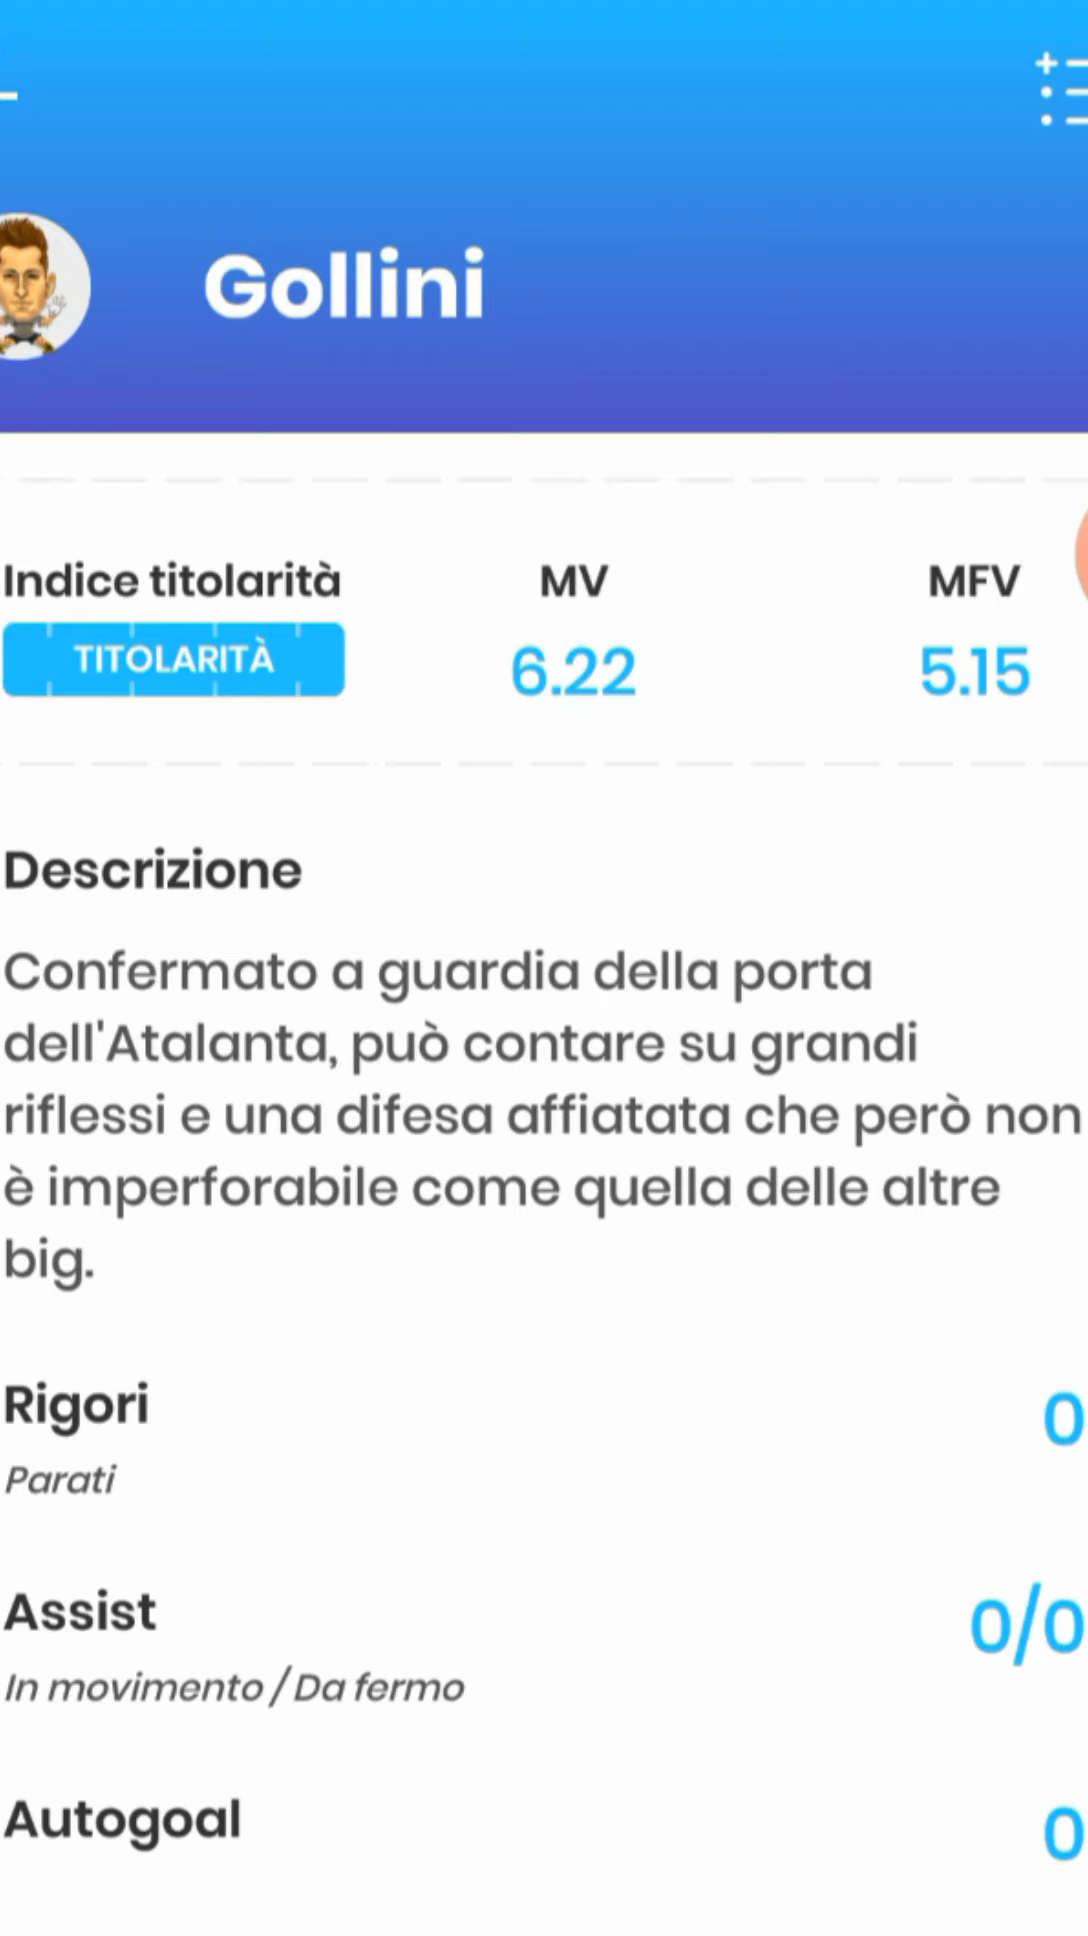 Gollini
Indice titolarità MV MFV
TITOLARITÀ 6.22 5.15
Descrizione
Confermato a guardia della porta
dell'Atalanta, può contare su grandi
riflessi e una difesa affiatata che però non
è imperforabile come quella delle altre
big.
Rigori 0
Parati
Assist 0/0
In movimento / Da fermo
Autogoal 0